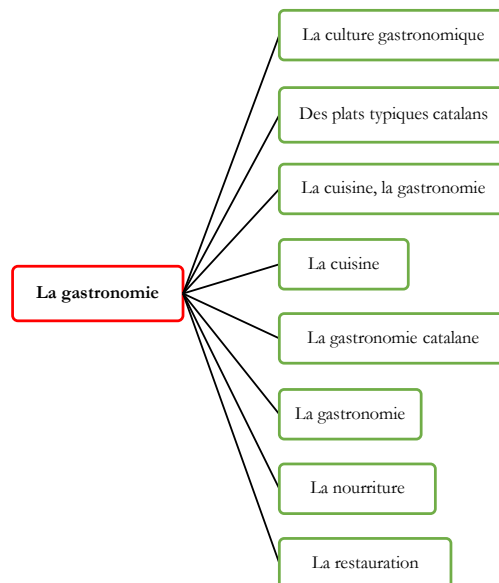 La culture gastronomique
Des plats typiques catalans
La cuisine, la gastronomie
La cuisine
La gastronomie
La gastronomie catalane
La gastronomie
La nourriture
La restauration